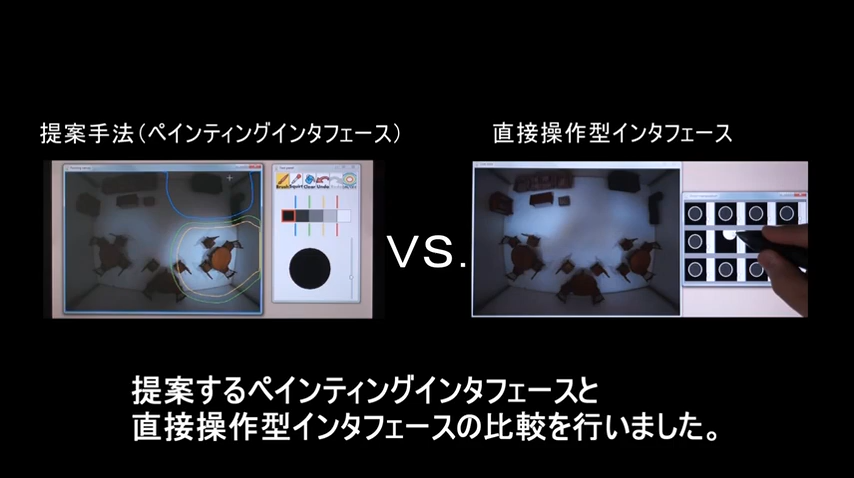 提案手法（ペインティングインタフェース）
直接操作型インタフェース
vs.
提案するペインティングインタフェースと
直接操作型インタフェースの比較を行いました。